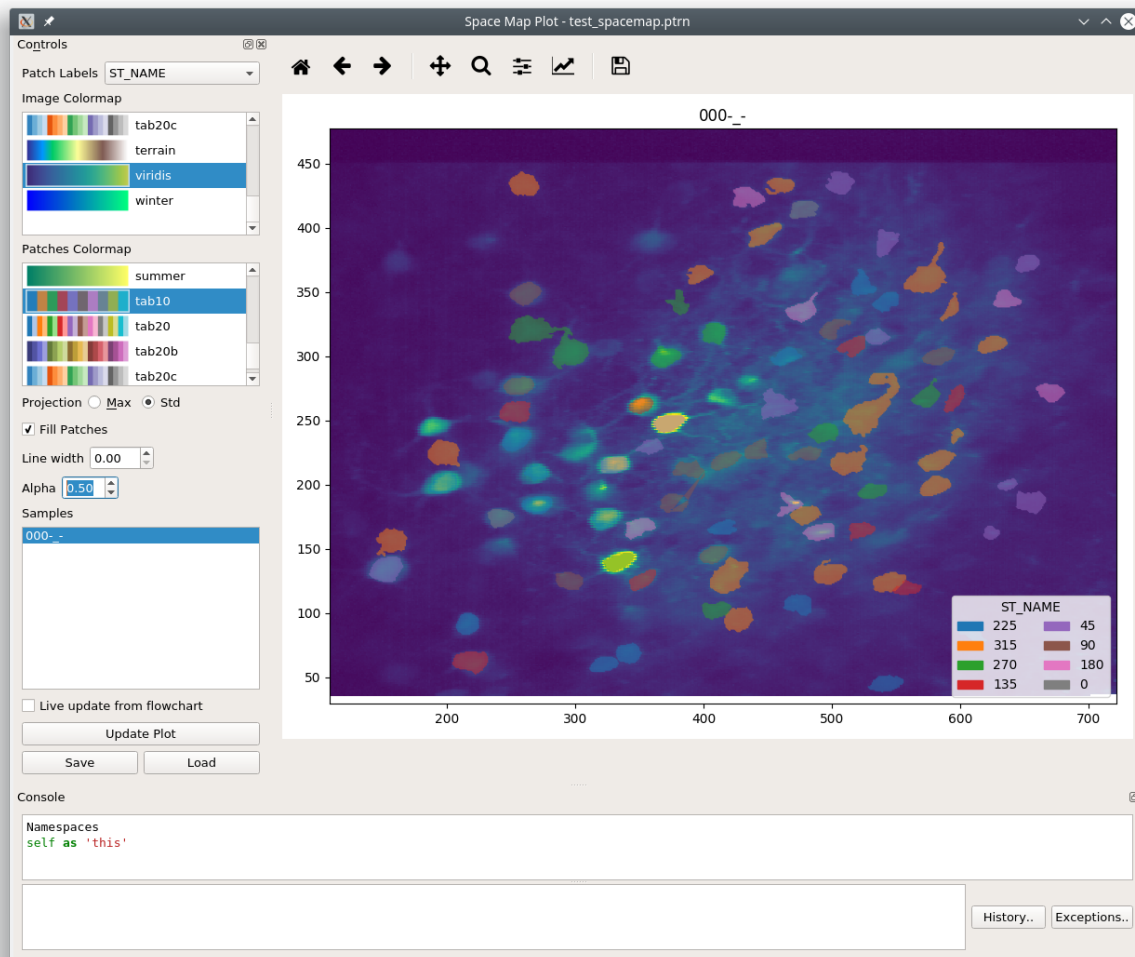 Space Map Plot - test_spacemap.ptrn
Controls
Patch Labels ST_NAME
Image Colormap
tab20c
terrain
viridis
winter
Patches Colormap
summer
tab10
tab20
tab20b
tab20c
Projection Max Std
Fill Patches
Line width 0.00
Alpha 0.50
Samples
000-_-
Live update from flowchart
Update Plot
Save Load
000-_-
450
400
350
300
250
200
150
100
50
200 300 400 500 600 700
ST_NAME
225 45
315 90
270 180
135 0
Console
Namespaces
self as 'this'
History.. Exceptions..